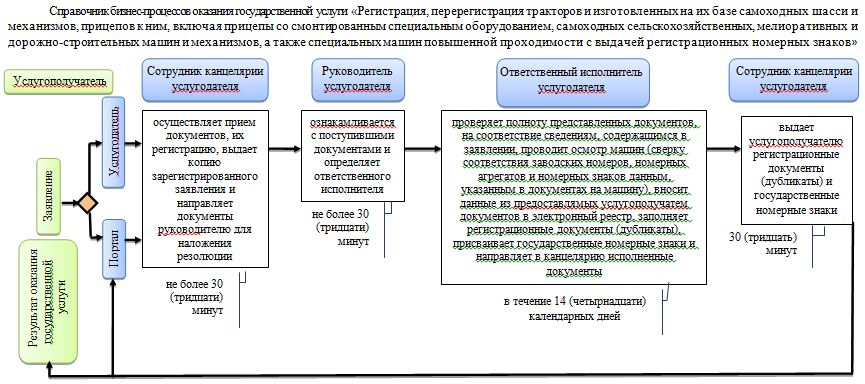 Справочник бизнес-процессов оказания государственной услуги «Регистрация, перерегистрация тракторов и изготовленных на их базе самоходных шасси и
механизмов, прицепов к ним, включая прицепы со смонтированным специальным оборудованием, самоходных сельскохозяйственных, мелиоративных и
дорожно-строительных машин и механизмов, а также специальных машин повышенной проходимости с выдачей регистрационных номерных знаков»
Услугополучатель
Сотрудник канцелярии
услугодателя
Руководитель
услугодателя
Ответственный исполнитель
услугодателя
Сотрудник канцелярии
услугодателя
Заявление
Услугодатель
Портал
Результат оказания
государственной
услуги
осуществляет прием
документов, их
регистрацию, выдает
копию
зарегистрированного
заявления и
направляет
документы
руководителю для
наложения
резолюции
не более 30
(тридцати)
минут
ознакамливается
с поступившими
документами и
определяет
ответственного
исполнителя
не более 30
(тридцати)
минут
проверяет полноту представленных документов,
на соответствие сведениям, содержащимся в
заявлении, проводит осмотр машин (сверку
соответствия заводских номеров, номерных
агрегатов и номерных знаков данным,
указанным в документах на машину), вносит
данные из предоставлямых услугополучатем
документов в электронный реестр, заполняет
регистрационные документы (дубликаты),
присваивает государственные номерные знаки и
направляет в канцелярию исполненные
документы
в течение 14 (четырнадцати)
календарных дней
выдает
услугополучателю
регистрационные
документы
(дубликаты) и
государственные
номерные знаки
30 (тридцать)
минут